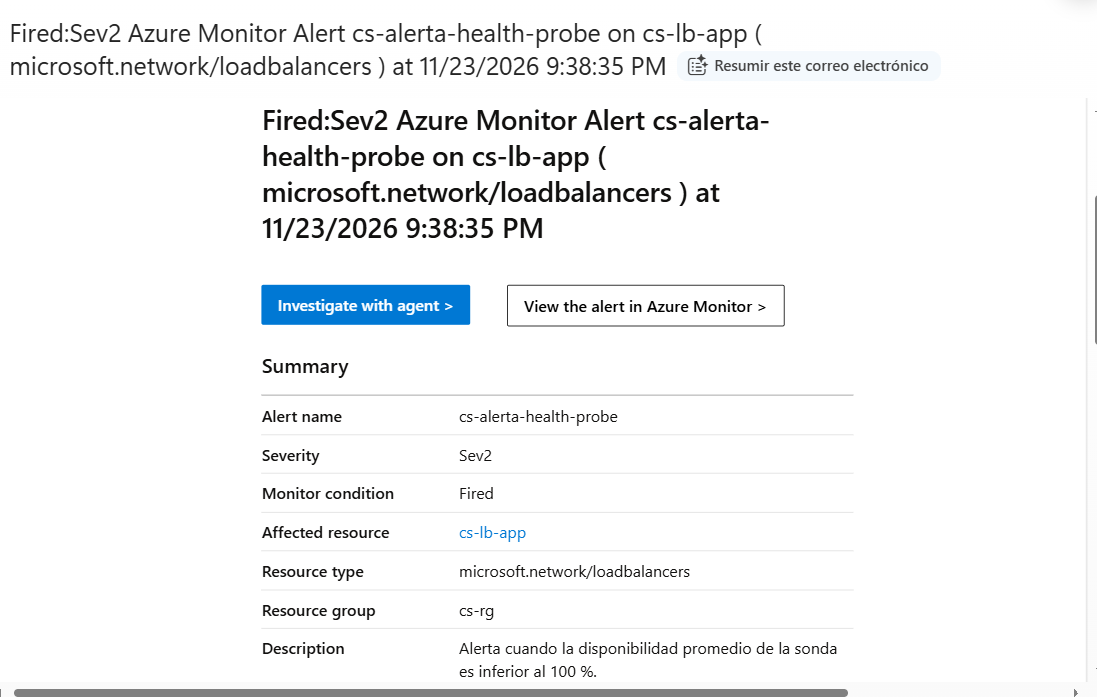 Fired:Sev2 Azure Monitor Alert cs-alerta-health-probe on cs-lb-app (
microsoft.network/loadbalancers ) at 11/23/2026 9:38:35 PM Resumir este correo electrónico
Fired:Sev2 Azure Monitor Alert cs-alerta-
health-probe on cs-lb-app (
microsoft.network/loadbalancers ) at
11/23/2026 9:38:35 PM
Investigate with agent > View the alert in Azure Monitor >
Summary
Alert name cs-alerta-health-probe
Severity Sev2
Monitor condition Fired
Affected resource cs-lb-app
Resource type microsoft.network/loadbalancers
Resource group cs-rg
Description Alerta cuando la disponibilidad promedio de la sonda
es inferior al 100 %.